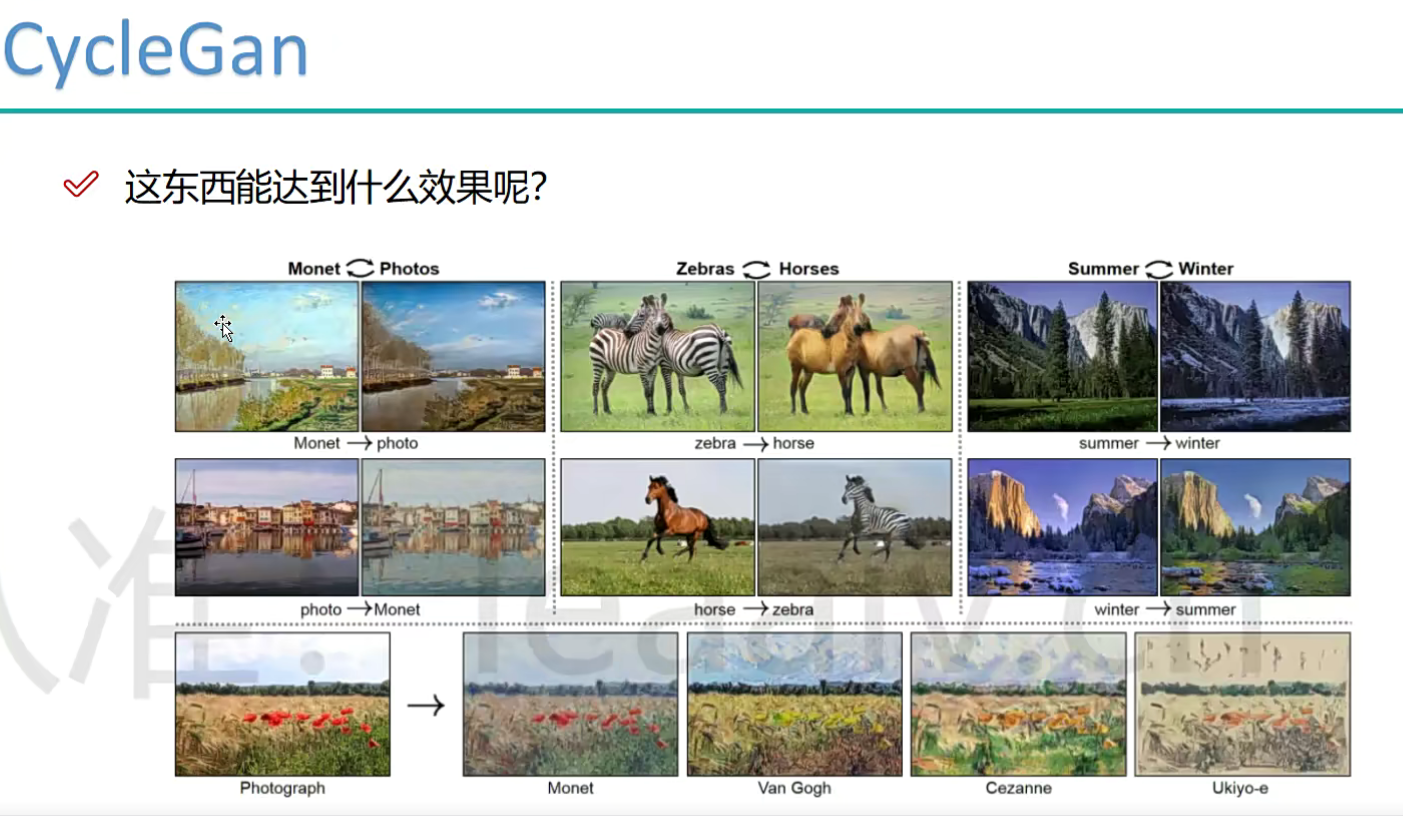 CycleGan
这东西能达到什么效果呢?
Monet Photos
Zebras Horses
Summer Winter
Monet → photo
zebra → horse
summer → winter
photo → Monet
horse → zebra
winter → summer
→
Photograph
Monet
Van Gogh
Cezanne
Ukiyo-e